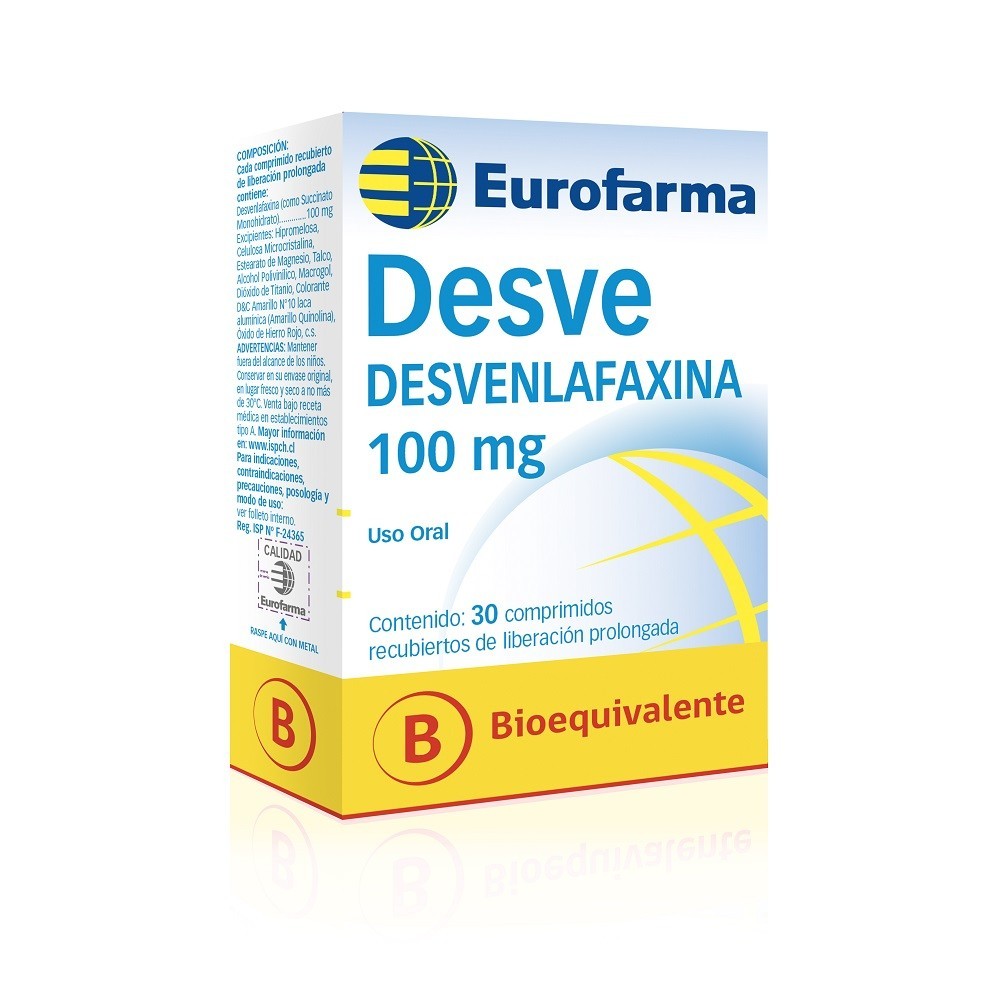 COMPOSICIÓN:
Cada comprimido recubierto
de liberación prolongada
contiene:
Desvenlafaxina (como Succinato
Monohidrato)............100 mg
Excipientes: Hipromelosa,
Celulosa Microcristalina,
Estearato de Magnesio, Talco,
Alcohol Polivinílico, Macrogol,
Dióxido de Titanio, Colorante
D&C Amarillo N°10 laca
alumínica (Amarillo Quinolina),
Óxido de Hierro Rojo, c.s.
ADVERTENCIAS: Mantener
fuera del alcance de los niños.
Conservar en su envase original,
en lugar fresco y seco a no más
de 30°C. Venta bajo receta
médica en establecimientos
tipo A. Mayor información
en: www.ispch.cl
Para indicaciones,
contraindicaciones,
precauciones, posología y
modo de uso:
ver folleto interno.
Reg. ISP N° F-24365
CALIDAD
Eurofarma
RASPE AQUÍ CON METAL
B
Eurofarma
Desve
DESVENLAFAXINA
100 mg
Uso Oral
Contenido: 30 comprimidos
recubiertos de liberación prolongada
B Bioequivalente